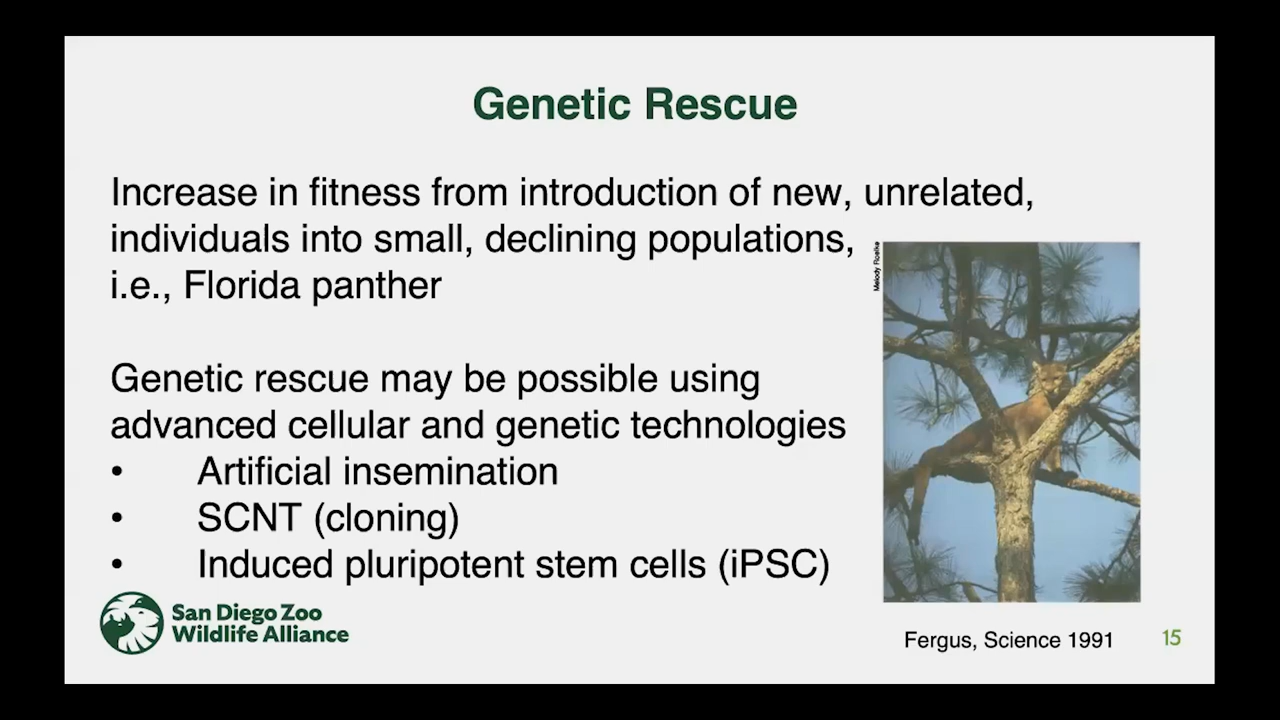 Genetic Rescue
Increase in fitness from introduction of new, unrelated,
individuals into small, declining populations,
i.e., Florida panther
Melody Roelke
Genetic rescue may be possible using
advanced cellular and genetic technologies
• Artificial insemination
• SCNT (cloning)
• Induced pluripotent stem cells (iPSC)
San Diego Zoo
Wildlife Alliance
Fergus, Science 1991
15